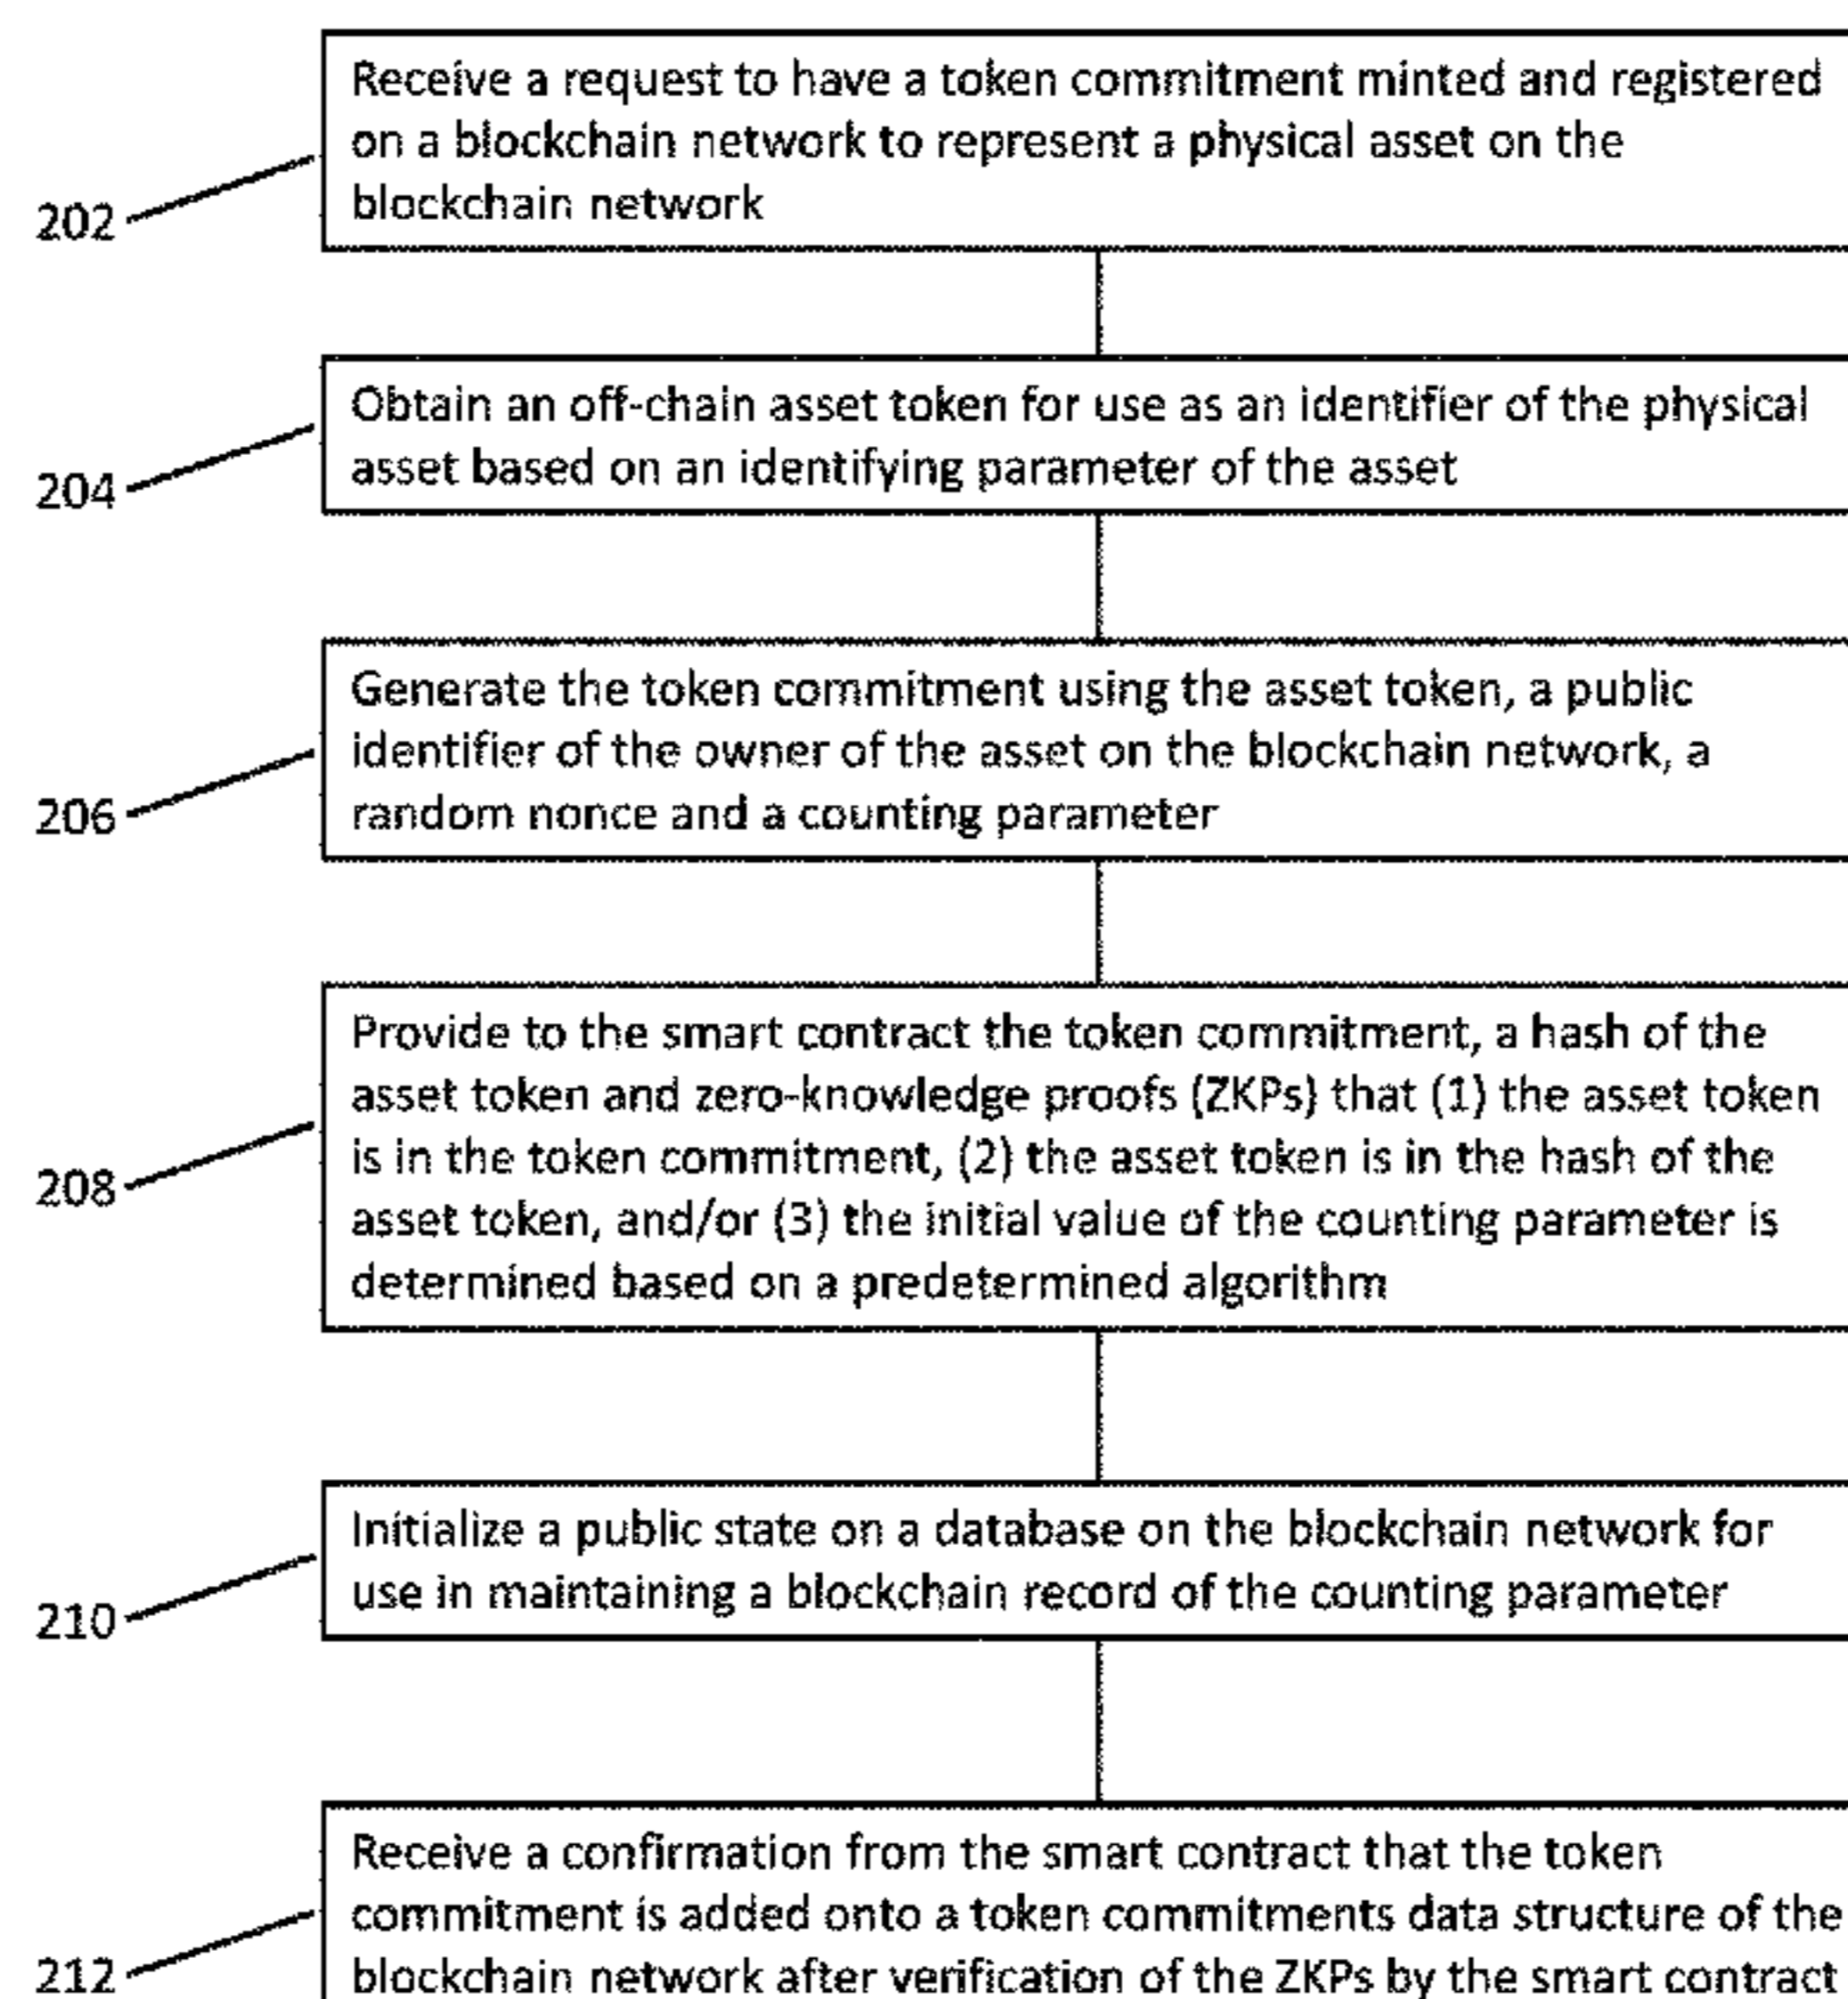 Receive a request to have a token commitment minted and registered
on a blockchain network to represent a physical asset on the
blockchain network
202
Obtain an off-chain asset token for use as an identifier of the physical
asset based on an identifying parameter of the asset
204
Generate the token commitment using the asset token, a public
identifier of the owner of the asset on the blockchain network, a
random nonce and a counting parameter
206
Provide to the smart contract the token commitment, a hash of the
asset token and zero-knowledge proofs (ZKPs) that (1) the asset token
is in the token commitment, (2) the asset token is in the hash of the
asset token, and/or (3) the initial value of the counting parameter is
determined based on a predetermined algorithm
208
Initialize a public state on a database on the blockchain network for
use in maintaining a blockchain record of the counting parameter
210
Receive a confirmation from the smart contract that the token
commitment is added onto a token commitments data structure of the
blockchain network after verification of the ZKPs by the smart contract
212